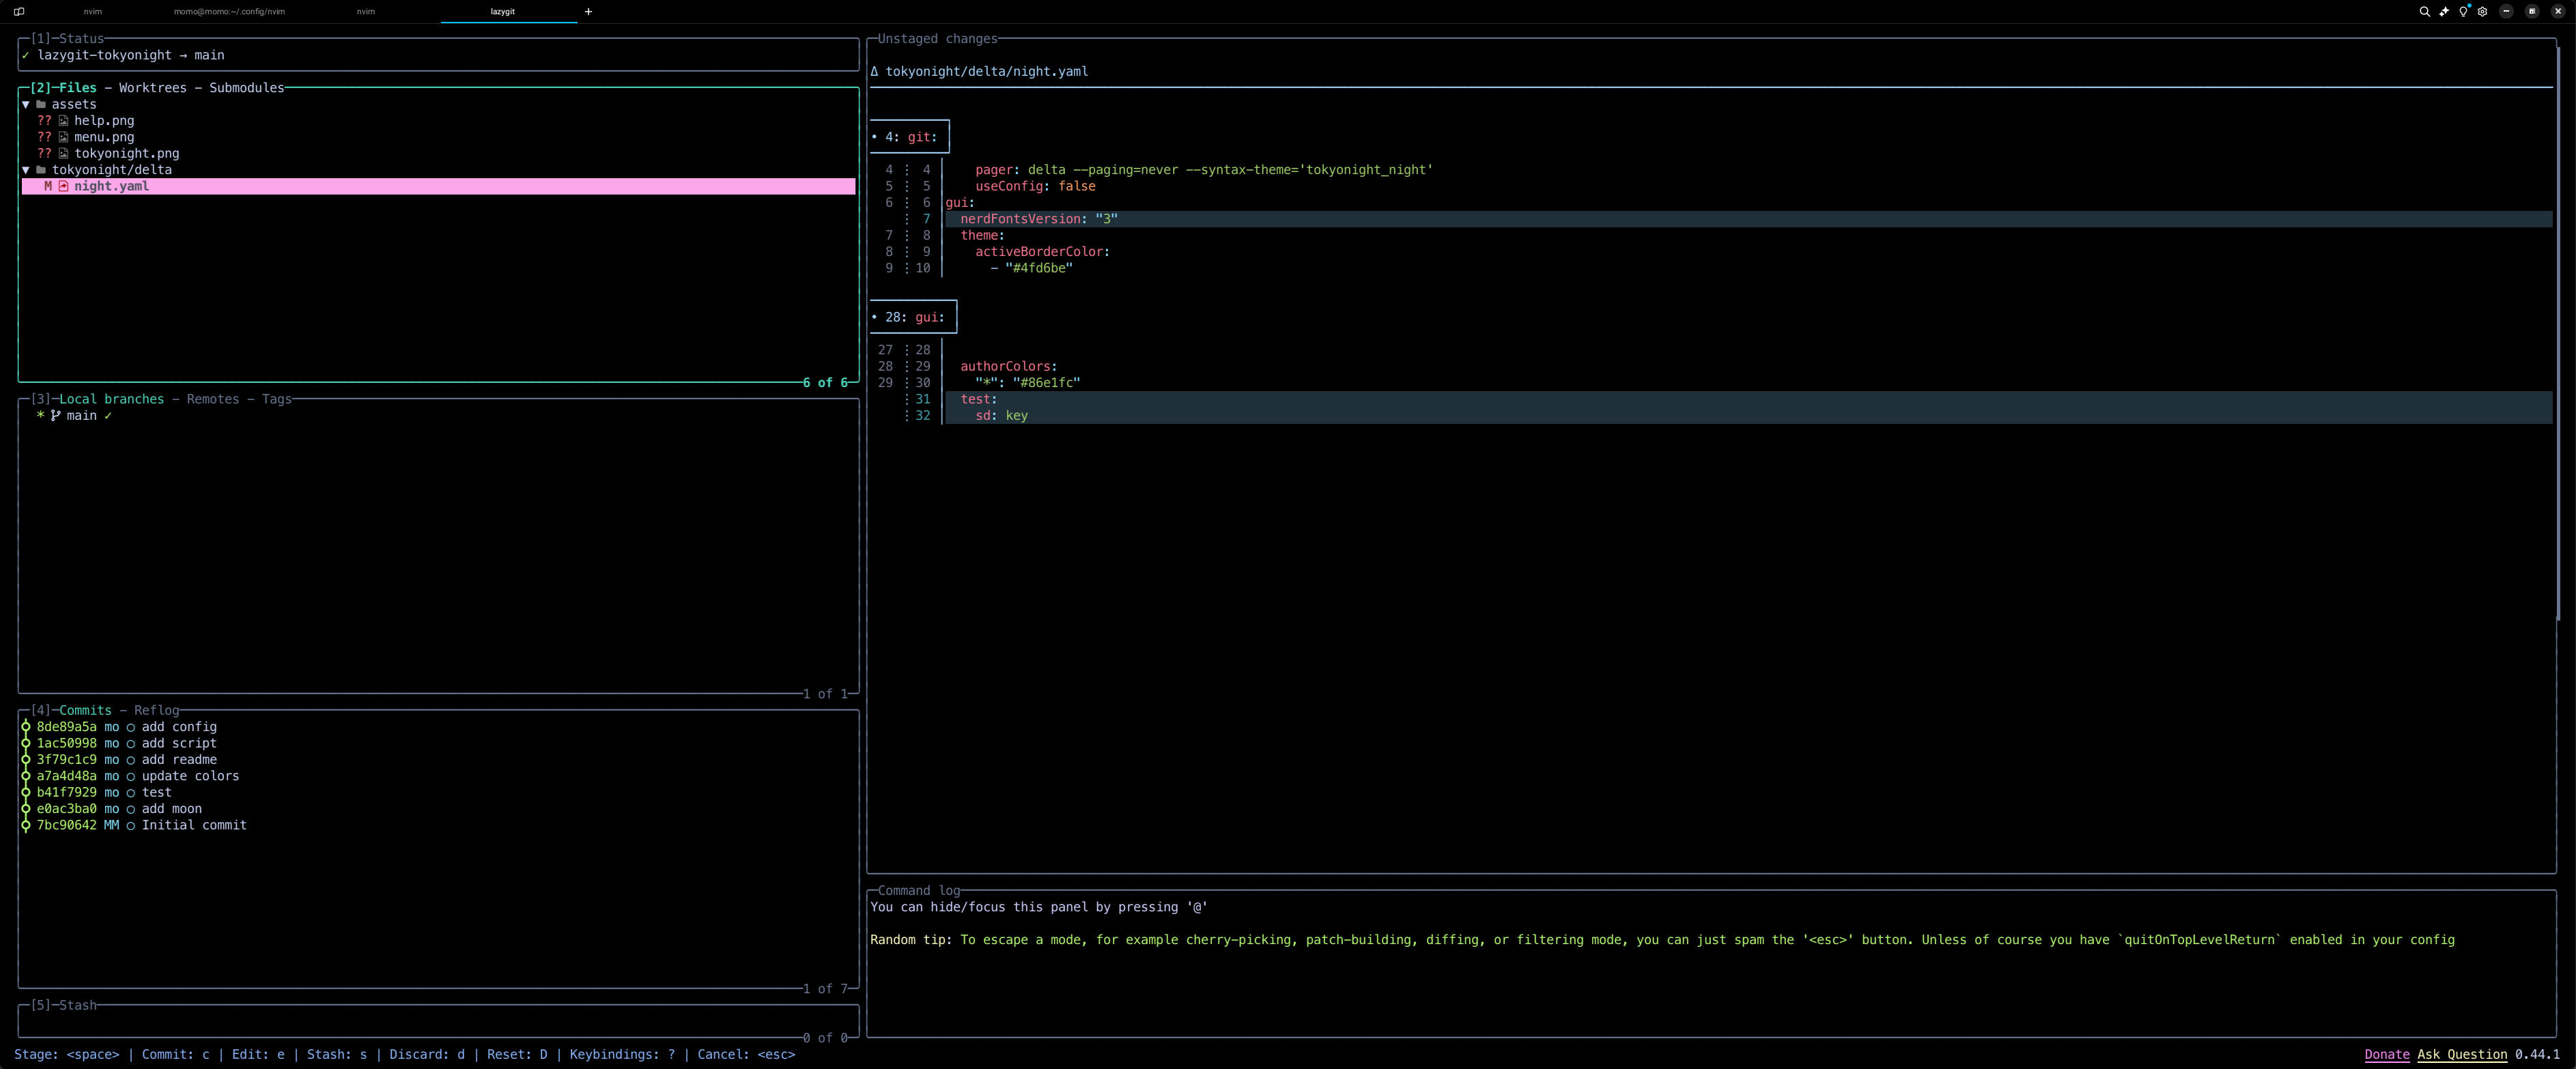 nvim momo@momo:~/.config/nvim nvim lazygit +
[1]─Status
✓ lazygit-tokyonight → main
[2]─Files – Worktrees – Submodules
▼ assets
?? help.png
?? menu.png
?? tokyonight.png
▼ tokyonight/delta
M night.yaml
6 of 6
[3]─Local branches – Remotes – Tags
* main ✓
1 of 1
[4]─Commits – Reflog
8de89a5a mo ○ add config
1ac50998 mo ○ add script
3f79c1c9 mo ○ add readme
a7a4d48a mo ○ update colors
b41f7929 mo ○ test
e0ac3ba0 mo ○ add moon
7bc90642 MM ○ Initial commit
1 of 7
[5]─Stash
0 of 0
Unstaged changes
Δ tokyonight/delta/night.yaml
• 4: git:
4 ⋮ 4 │ pager: delta --paging=never --syntax-theme='tokyonight_night'
5 ⋮ 5 │ useConfig: false
6 ⋮ 6 │gui:
⋮ 7 │ nerdFontsVersion: "3"
7 ⋮ 8 │ theme:
8 ⋮ 9 │ activeBorderColor:
9 ⋮ 10 │ - "#4fd6be"
• 28: gui:
27 ⋮ 28 │
28 ⋮ 29 │ authorColors:
29 ⋮ 30 │ "*": "#86e1fc"
⋮ 31 │ test:
⋮ 32 │ sd: key
Command log
You can hide/focus this panel by pressing '@'
Random tip: To escape a mode, for example cherry-picking, patch-building, diffing, or filtering mode, you can just spam the '<esc>' button. Unless of course you have `quitOnTopLevelReturn` enabled in your config
Stage: <space> | Commit: c | Edit: e | Stash: s | Discard: d | Reset: D | Keybindings: ? | Cancel: <esc>
Donate Ask Question 0.44.1